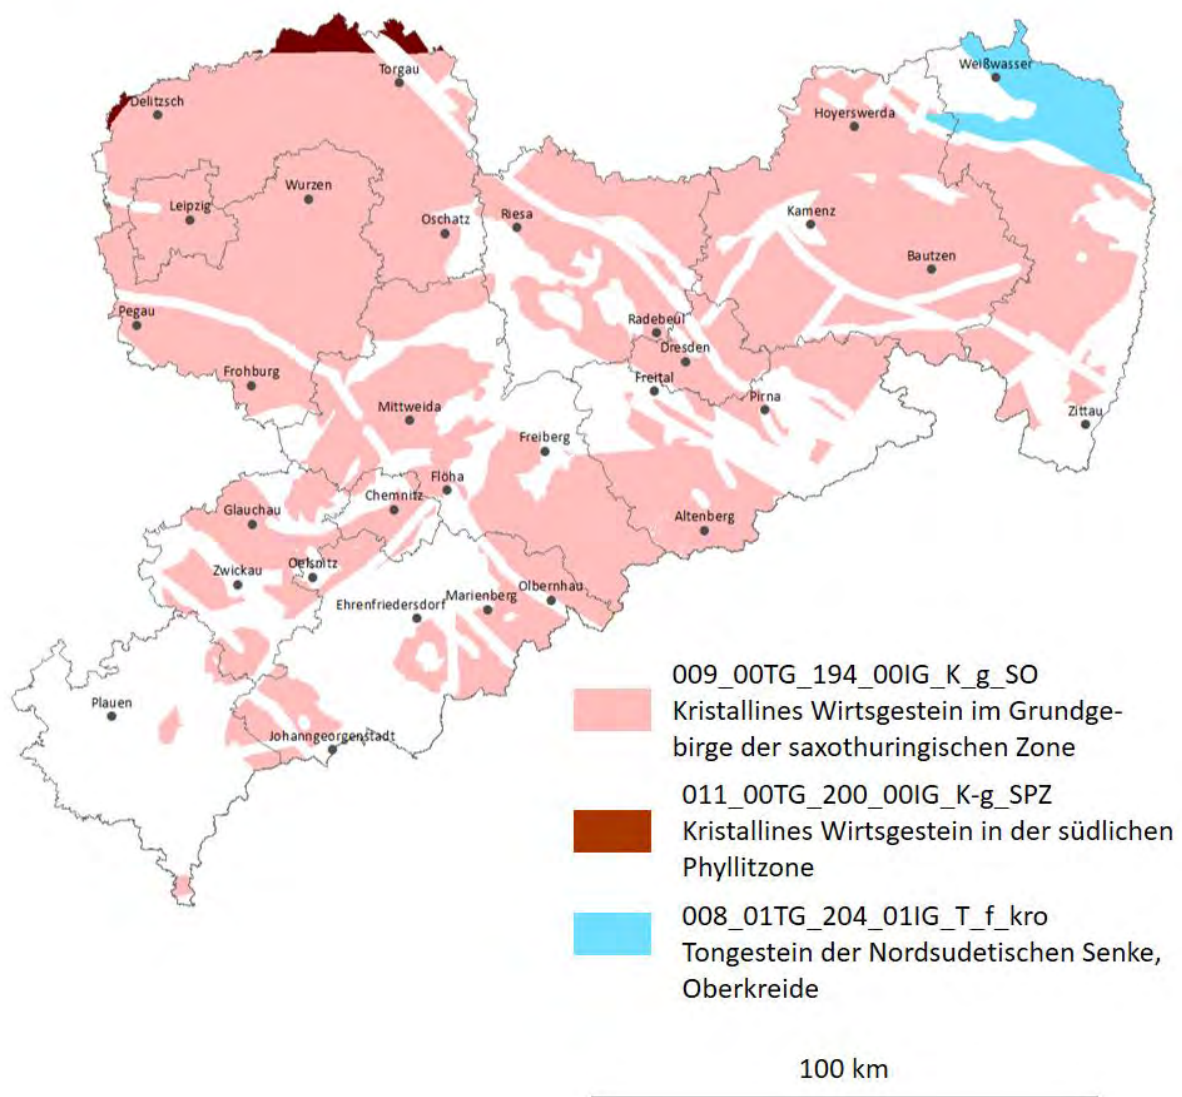 Torgau
Weißwasser
Delitzsch
Hoyerswerda
Wurzen
Leipzig
Oschatz
Riesa
Kamenz
Bautzen
Pegau
Radebeul
Dresden
Frohburg
Freital
Pirna
Mittweida
Zittau
Freiberg
Flöha
Chemnitz
Glauchau
Altenberg
Oelsnitz
Zwickau
Olbernhau
Marienberg
Ehrenfriedersdorf
Plauen
Johanngeorgenstadt
009_00TG_194_00IG_K_g_SO
Kristallines Wirtsgestein im Grundge-
birge der saxothuringischen Zone
011_00TG_200_00IG_K-g_SPZ
Kristallines Wirtsgestein in der südlichen
Phyllitzone
008_01TG_204_01IG_T_f_kro
Tongestein der Nordsudetischen Senke,
Oberkreide
100 km